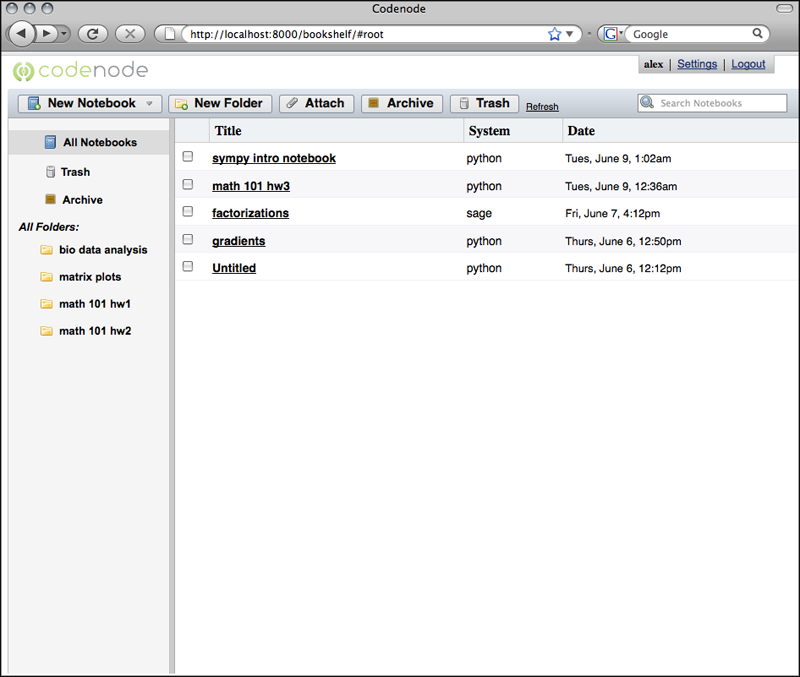 Codenode
http://localhost:8000/bookshelf/#root
G
Google
codenode
alex | Settings | Logout
New Notebook New Folder Attach Archive Trash Refresh Search Notebooks
All Notebooks
Trash
Archive
All Folders:
bio data analysis
matrix plots
math 101 hw1
math 101 hw2
Title System Date
sympy intro notebook python Tues, June 9, 1:02am
math 101 hw3 python Tues, June 9, 12:36am
factorizations sage Fri, June 7, 4:12pm
gradients python Thurs, June 6, 12:50pm
Untitled python Thurs, June 6, 12:12pm